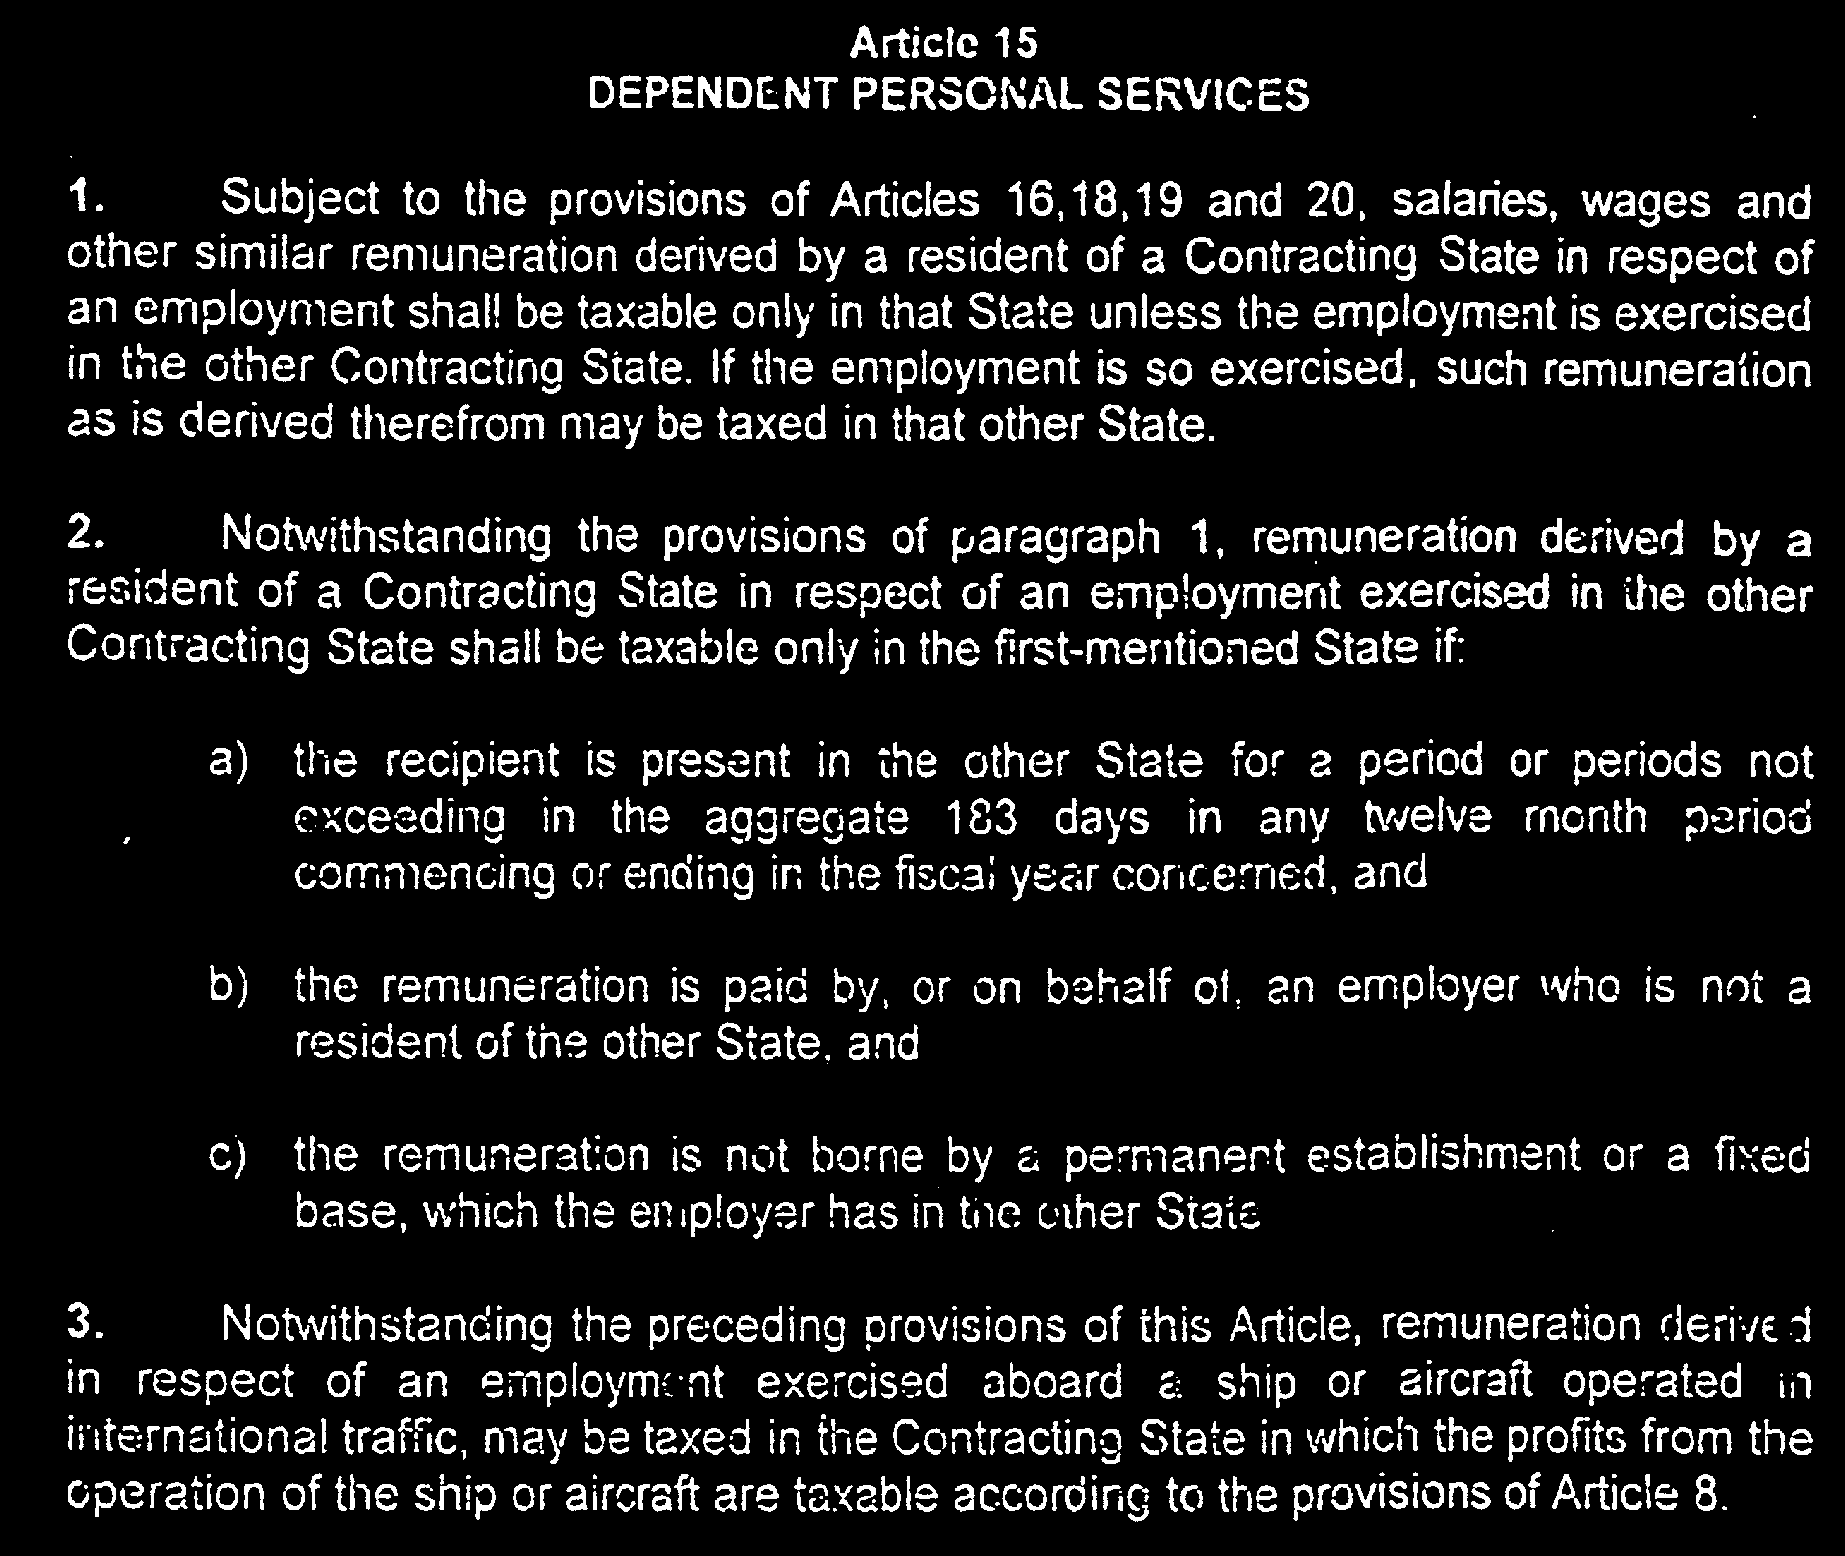 Article 15
DEPENDENT PERSONAL SERVICES
1. Subject to the provisions of Articles 16,18,19 and 20, salaries, wages and
other similar remuneration derived by a resident of a Contracting State in respect of
an employment shall be taxable only in that State unless the employment is exercised
in the other Contracting State. If the employment is so exercised, such remuneration
as is derived therefrom may be taxed in that other State.
2. Notwithstanding the provisions of paragraph 1, remuneration derived by a
resident of a Contracting State in respect of an employment exercised in the other
Contracting State shall be taxable only in the first-mentioned State if:
a) the recipient is present in the other State for a period or periods not
exceeding in the aggregate 183 days in any twelve month period
commencing or ending in the fiscal year concerned, and
b) the remuneration is paid by, or on behalf of, an employer who is not a
resident of the other State, and
c) the remuneration is not borne by a permanent establishment or a fixed
base, which the employer has in the other State
3. Notwithstanding the preceding provisions of this Article, remuneration derived
in respect of an employment exercised aboard a ship or aircraft operated in
international traffic, may be taxed in the Contracting State in which the profits from the
operation of the ship or aircraft are taxable according to the provisions of Article 8.